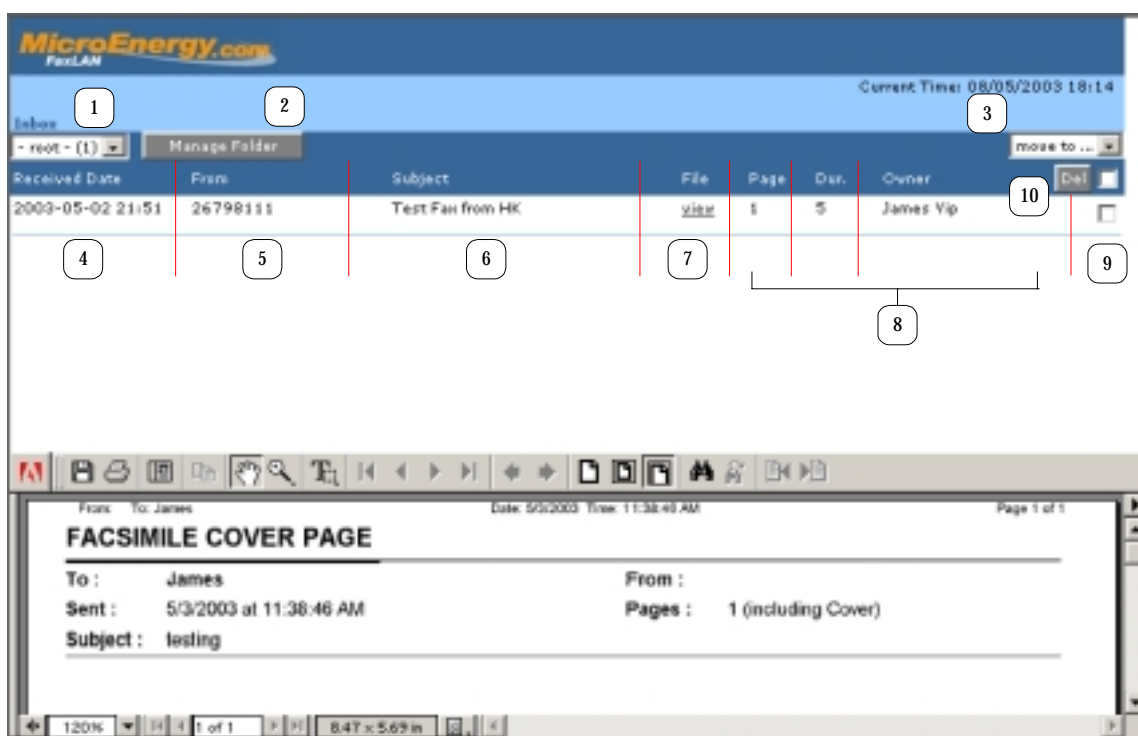 MicroEnergy.com
FaxLAN
Current Time: 08/05/2003 18:14
1
2
3
Inbox
- root - (1) Manage Folder move to ...
Received Date From Subject File Page Dur. Owner 10 Del
2003-05-02 21:51 26798111 Test Fax from HK view 1 5 James Yip
4 5 6 7 9
8
From: To: James Date: 5/3/2003 Time: 11:38:40 AM Page 1 of 1
FACSIMILE COVER PAGE
To : James From :
Sent : 5/3/2003 at 11:38:46 AM Pages : 1 (including Cover)
Subject : testing
120% 1 of 1 8.47 x 5.69 in